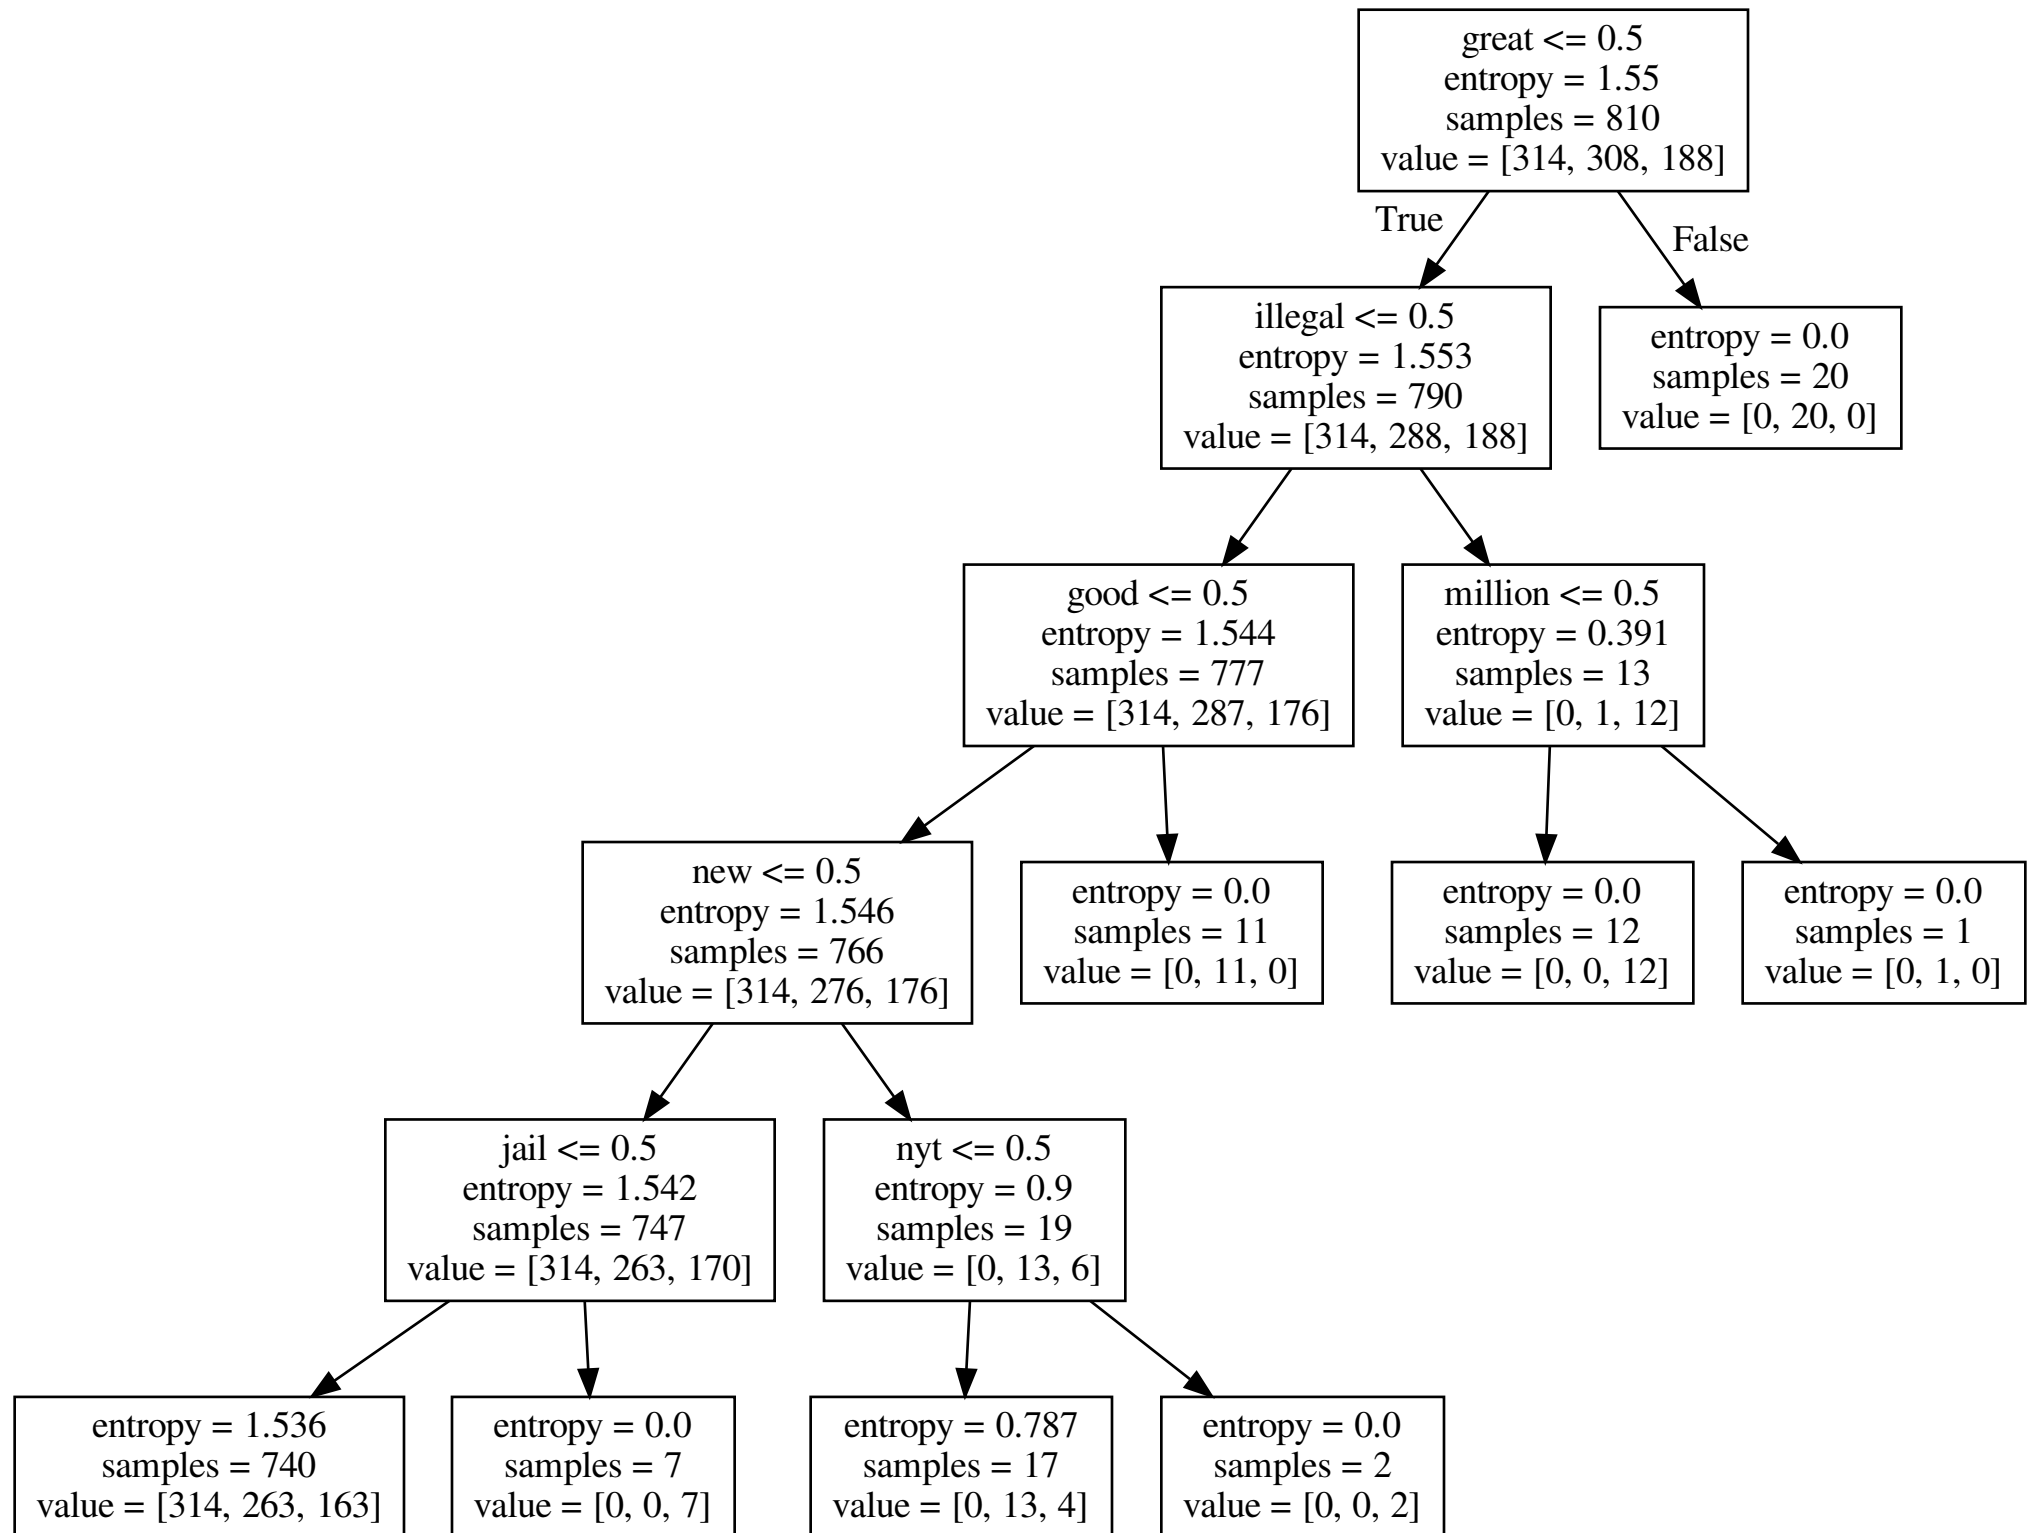 great <= 0.5
entropy = 1.55
samples = 810
value = [314, 308, 188]
True
False
illegal <= 0.5
entropy = 1.553
samples = 790
value = [314, 288, 188]
entropy = 0.0
samples = 20
value = [0, 20, 0]
good <= 0.5
entropy = 1.544
samples = 777
value = [314, 287, 176]
million <= 0.5
entropy = 0.391
samples = 13
value = [0, 1, 12]
new <= 0.5
entropy = 1.546
samples = 766
value = [314, 276, 176]
entropy = 0.0
samples = 11
value = [0, 11, 0]
entropy = 0.0
samples = 12
value = [0, 0, 12]
entropy = 0.0
samples = 1
value = [0, 1, 0]
jail <= 0.5
entropy = 1.542
samples = 747
value = [314, 263, 170]
nyt <= 0.5
entropy = 0.9
samples = 19
value = [0, 13, 6]
entropy = 1.536
samples = 740
value = [314, 263, 163]
entropy = 0.0
samples = 7
value = [0, 0, 7]
entropy = 0.787
samples = 17
value = [0, 13, 4]
entropy = 0.0
samples = 2
value = [0, 0, 2]